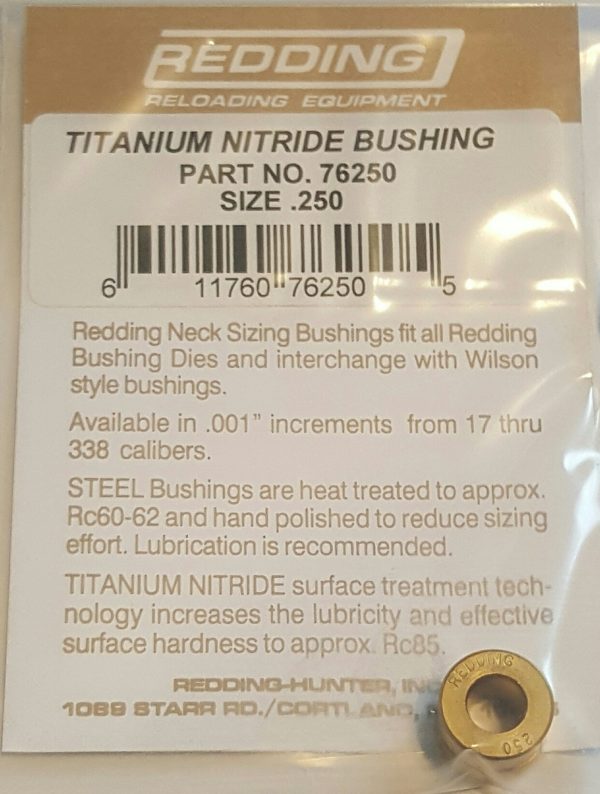 REDDING
RELOADING EQUIPMENT
TITANIUM NITRIDE BUSHING
PART NO. 76250
SIZE .250
6 11760 76250 5
Redding Neck Sizing Bushings fit all Redding
Bushing Dies and interchange with Wilson
style bushings.
Available in .001" increments from 17 thru
338 calibers.
STEEL Bushings are heat treated to approx.
Rc60-62 and hand polished to reduce sizing
effort. Lubrication is recommended.
TITANIUM NITRIDE surface treatment tech-
nology increases the lubricity and effective
surface hardness to approx. Rc85.
REDDING-HUNTER, INC
1089 STARR RD./CORTLAND,
REDDING
250